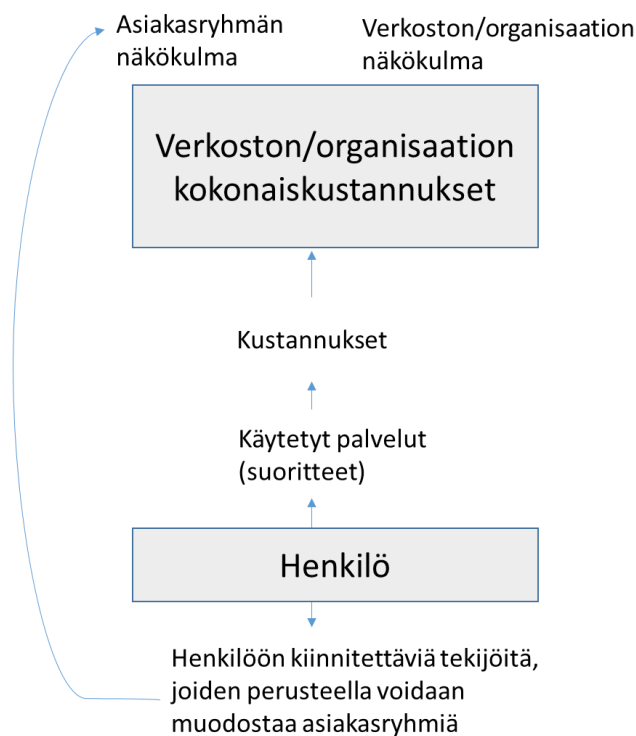 Asiakasryhmän
näkökulma
Verkoston/organisaation
näkökulma
Verkoston/organisaation
kokonaiskustannukset
Kustannukset
Käytetyt palvelut
(suoritteet)
Henkilö
Henkilöön kiinnitettäviä tekijöitä,
joiden perusteella voidaan
muodostaa asiakasryhmiä